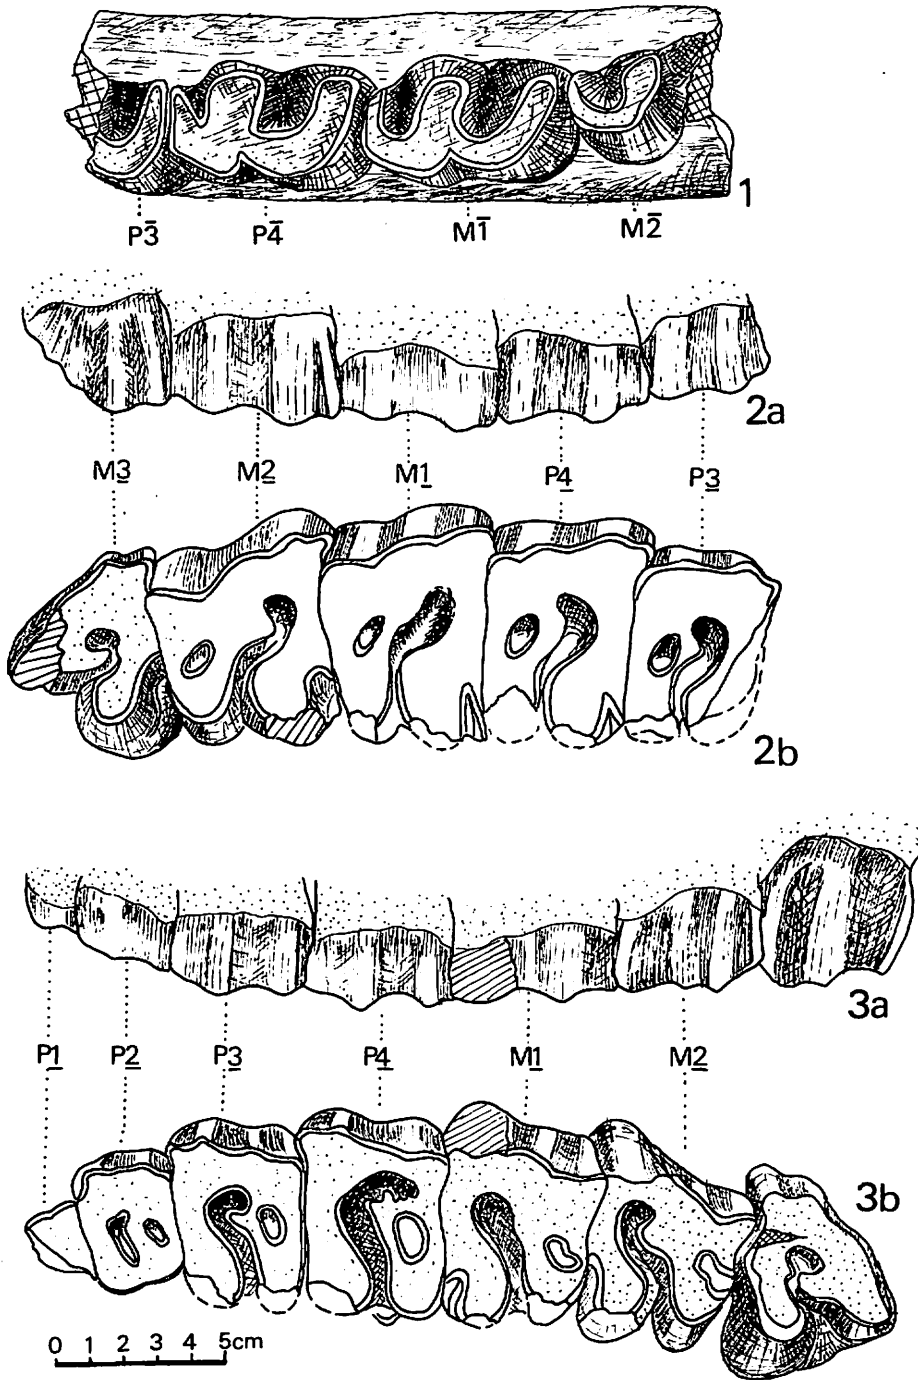 1
P3̅ P4̅ M1̅ M2̅
2a
M3̲ M2̲ M1̲ P4̲ P3̲
2b
3a
P1̲ P2̲ P3̲ P4̲ M1̲ M2̲
3b
0 1 2 3 4 5cm